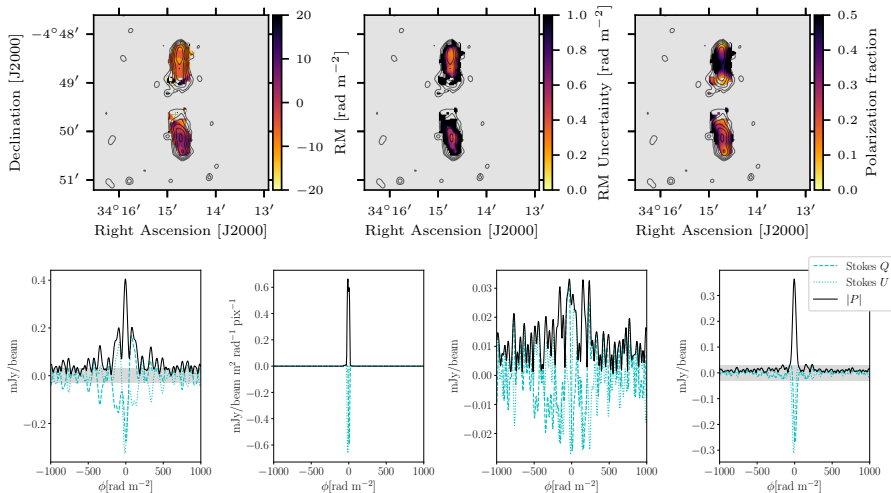 −4°48′
49′
50′
51′
Declination [J2000]
34°16′ 15′ 14′ 13′
Right Ascension [J2000]
20
10
0
−10
−20
RM [rad m⁻²]
34°16′ 15′ 14′ 13′
Right Ascension [J2000]
1.0
0.8
0.6
0.4
0.2
0.0
RM Uncertainty [rad m⁻²]
34°16′ 15′ 14′ 13′
Right Ascension [J2000]
0.5
0.4
0.3
0.2
0.1
0.0
Polarization fraction
0.4
0.2
0.0
−0.2
mJy/beam
−1000 −500 0 500 1000
ϕ[rad m⁻²]
0.6
0.4
0.2
0.0
−0.2
−0.4
−0.6
mJy/beam m² rad⁻¹ pix⁻¹
−1000 −500 0 500 1000
ϕ[rad m⁻²]
0.03
0.02
0.01
0.00
−0.01
−0.02
mJy/beam
−1000 −500 0 500 1000
ϕ[rad m⁻²]
0.3
0.2
0.1
0.0
−0.1
−0.2
−0.3
mJy/beam
−1000 −500 0 500 1000
ϕ[rad m⁻²]
Stokes Q
Stokes U
|P|